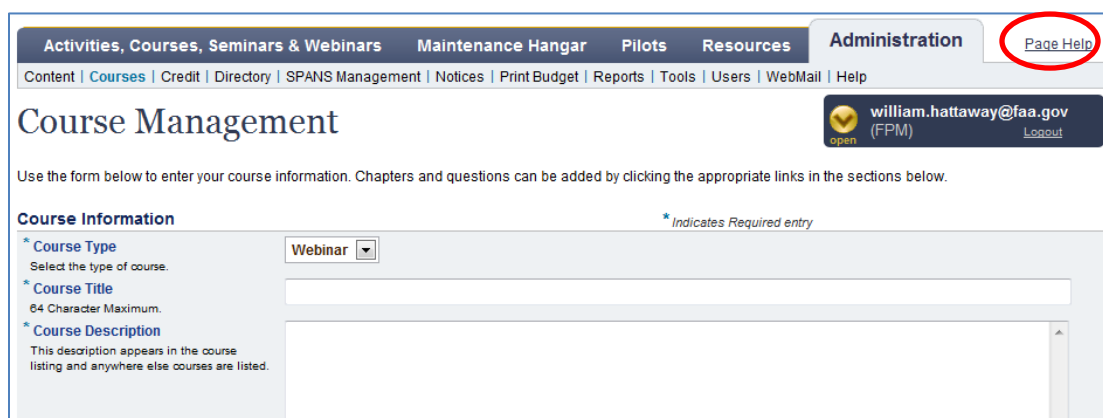 Activities, Courses, Seminars & Webinars Maintenance Hangar Pilots Resources Administration Page Help
Content | Courses | Credit | Directory | SPANS Management | Notices | Print Budget | Reports | Tools | Users | WebMail | Help
Course Management
open
william.hattaway@faa.gov
(FPM) Logout
Use the form below to enter your course information. Chapters and questions can be added by clicking the appropriate links in the sections below.
Course Information * Indicates Required entry
* Course Type Webinar
Select the type of course.
* Course Title
64 Character Maximum.
* Course Description
This description appears in the course
listing and anywhere else courses are listed.